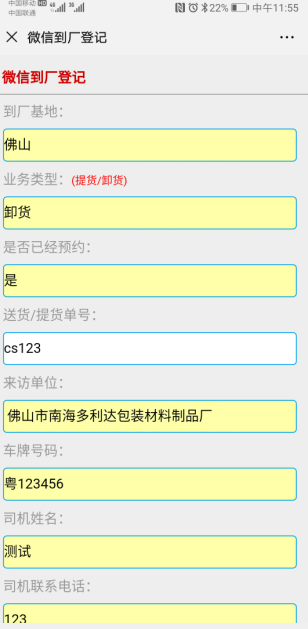 中国移动 HD 4G 3G
中国联通
22% 中午11:55
微信到厂登记
微信到厂登记
到厂基地：
佛山
业务类型：(提货/卸货)
卸货
是否已经预约：
是
送货/提货单号：
cs123
来访单位：
佛山市南海多利达包装材料制品厂
车牌号码：
粤123456
司机姓名：
测试
司机联系电话：
123